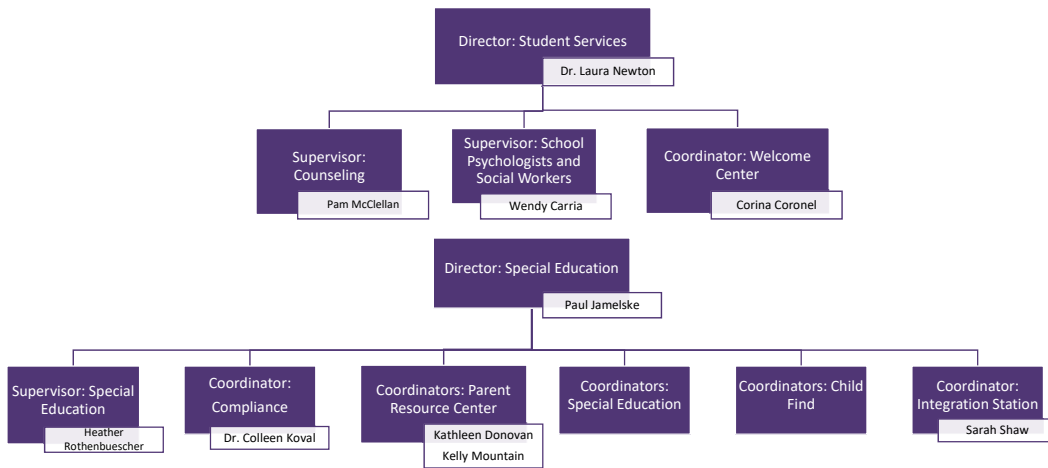 Director: Student Services
Dr. Laura Newton
Supervisor:
Counseling
Pam McClellan
Supervisor: School
Psychologists and
Social Workers
Wendy Carria
Coordinator: Welcome
Center
Corina Coronel
Director: Special Education
Paul Jamelske
Supervisor: Special
Education
Heather
Rothenbuescher
Coordinator:
Compliance
Dr. Colleen Koval
Coordinators: Parent
Resource Center
Kathleen Donovan
Kelly Mountain
Coordinators:
Special Education
Coordinators: Child
Find
Coordinator:
Integration Station
Sarah Shaw